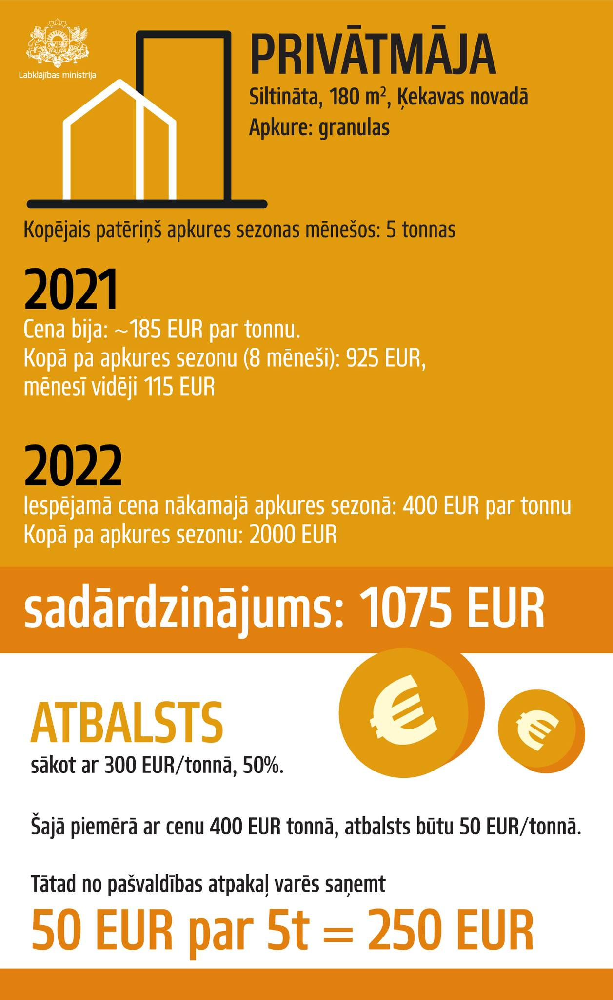 Labklājības ministrija
PRIVĀTMĀJA
Siltināta, 180 m², Ķekavas novadā
Apkure: granulas
Kopējais patēriņš apkures sezonas mēnešos: 5 tonnas
2021
Cena bija: ~185 EUR par tonnu.
Kopā pa apkures sezonu (8 mēneši): 925 EUR,
mēnesī vidēji 115 EUR
2022
Iespējamā cena nākamajā apkures sezonā: 400 EUR par tonnu
Kopā pa apkures sezonu: 2000 EUR
sadārdzinājums: 1075 EUR
ATBALSTS
sākot ar 300 EUR/tonnā, 50%.
Šajā piemērā ar cenu 400 EUR tonnā, atbalsts būtu 50 EUR/tonnā.
Tātad no pašvaldības atpakaļ varēs saņemt
50 EUR par 5t = 250 EUR